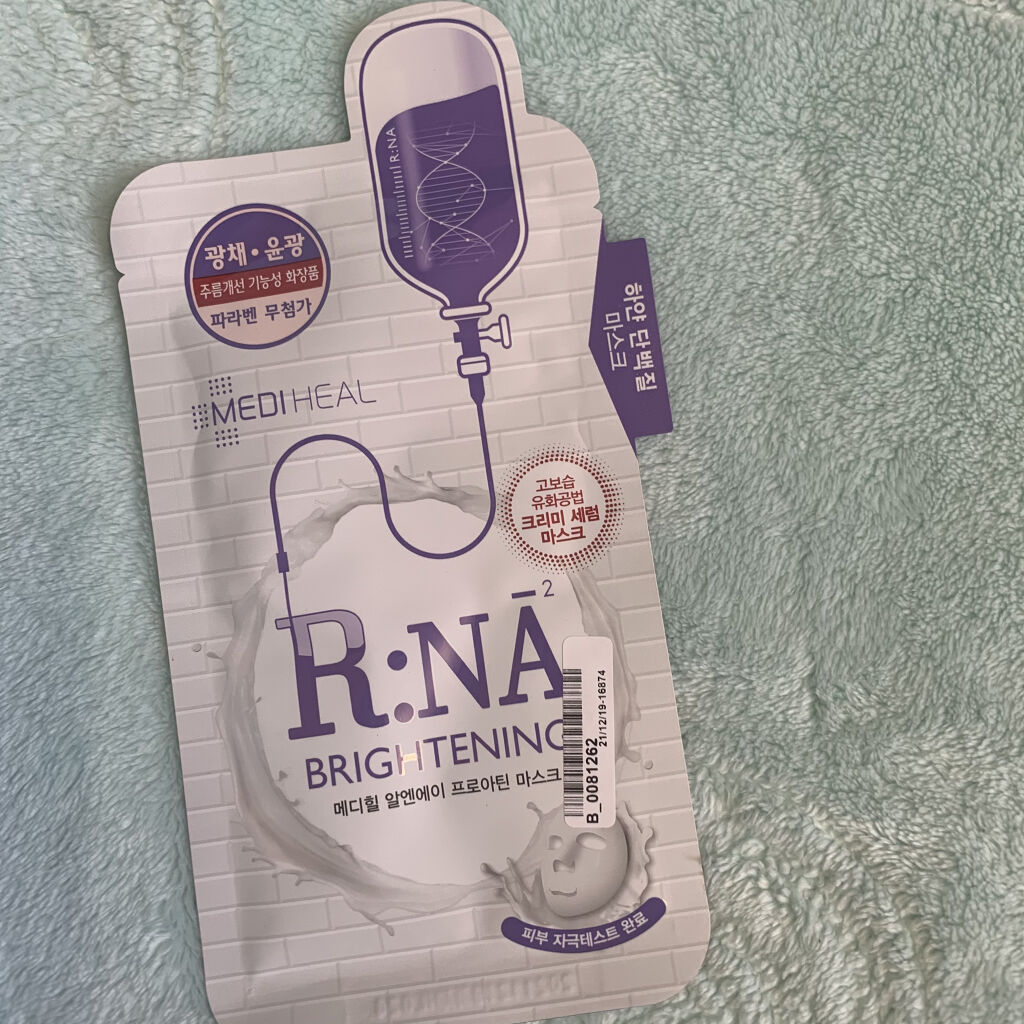 R:NA
광채•윤광
주름개선 기능성 화장품
파라벤 무첨가
하얀 단백질
마스크
MEDIHEAL
고보습
유화공법
크리미 세럼
마스크
R:NĀ²
BRIGHTENING
메디힐 알엔에이 프로아틴 마스크
B_0081262
21/12/19-16874
피부 자극테스트 완료